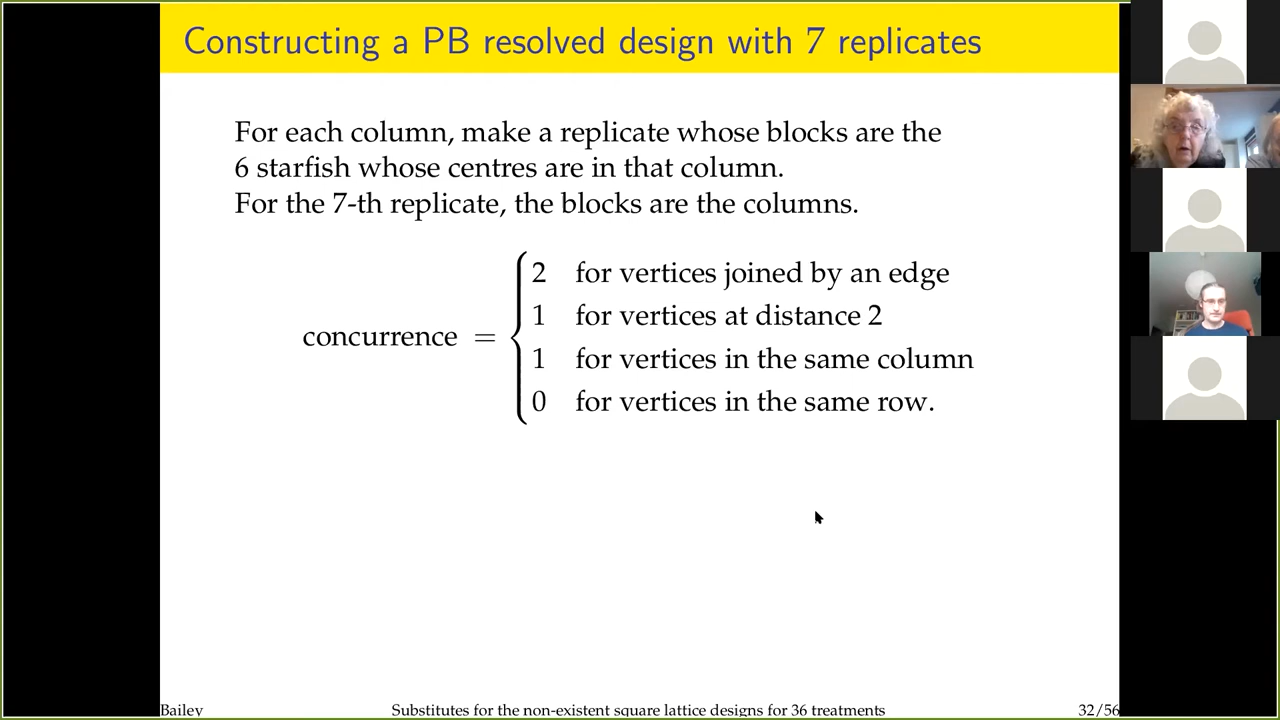 Constructing a PB resolved design with 7 replicates
For each column, make a replicate whose blocks are the
6 starfish whose centres are in that column.
For the 7-th replicate, the blocks are the columns.
concurrence = { 2 for vertices joined by an edge
1 for vertices at distance 2
1 for vertices in the same column
0 for vertices in the same row.
Bailey Substitutes for the non-existent square lattice designs for 36 treatments 32/56